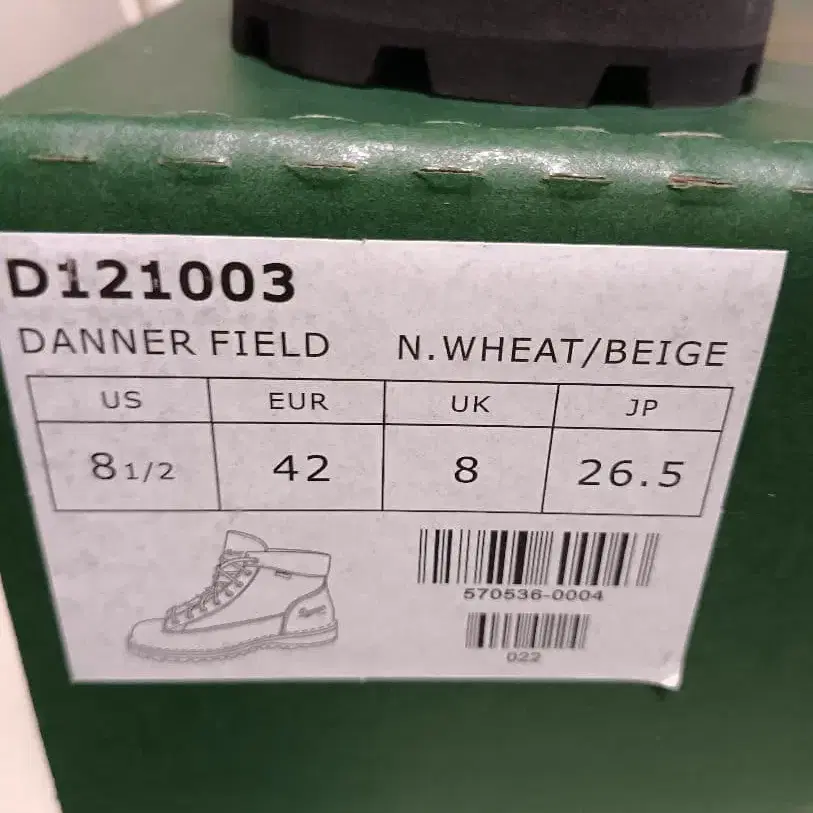 D121003
DANNER FIELD N.WHEAT/BEIGE
US EUR UK JP
8 1/2 42 8 26.5
570536-0004
022